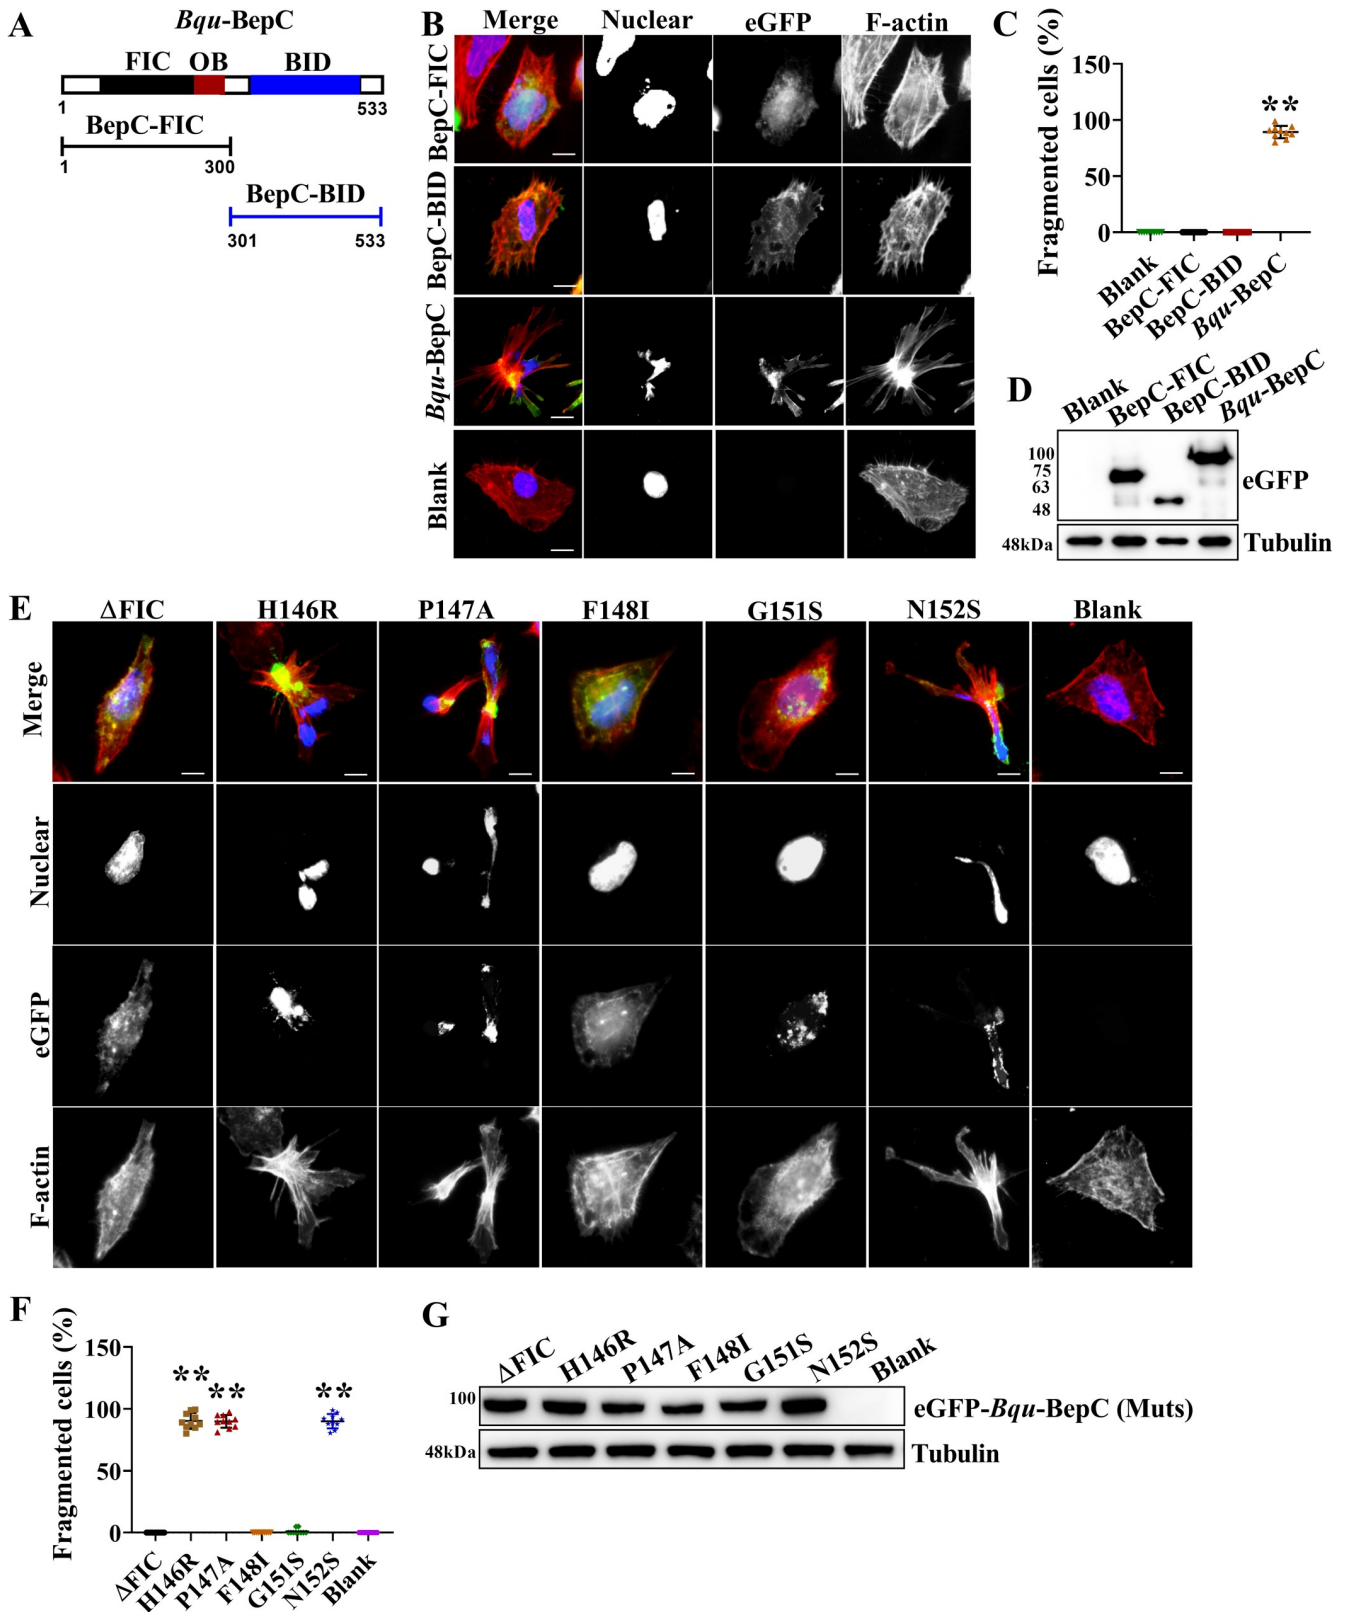 A
Bqu-BepC
FIC OB BID
1 533
BepC-FIC
1 300
BepC-BID
301 533
B
Merge Nuclear eGFP F-actin
BepC-FIC
BepC-BID
Bqu-BepC
Blank
C
Fragmented cells (%)
150
100
50
0
**
Blank
BepC-FIC
BepC-BID
Bqu-BepC
D
Blank
BepC-FIC
BepC-BID
Bqu-BepC
100
75
63
48
eGFP
48kDa
Tubulin
E
ΔFIC H146R P147A F148I G151S N152S Blank
Merge
Nuclear
eGFP
F-actin
F
Fragmented cells (%)
150
100
50
0
** ** **
ΔFIC
H146R
P147A
F148I
G151S
N152S
Blank
G
ΔFIC
H146R
P147A
F148I
G151S
N152S
Blank
100
eGFP-Bqu-BepC (Muts)
48kDa
Tubulin